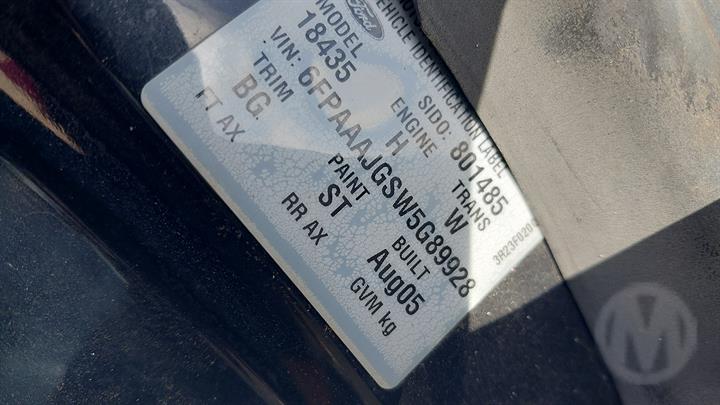 Ford
VEHICLE IDENTIFICATION LABEL
MODEL SIDO: 801485
18435
VIN: 6FPAAAJGSW5G89928
TRIM ENGINE TRANS
BG H W
PAINT BUILT
ST Aug05
FT AX RR AX GVM kg
3R23F020
M